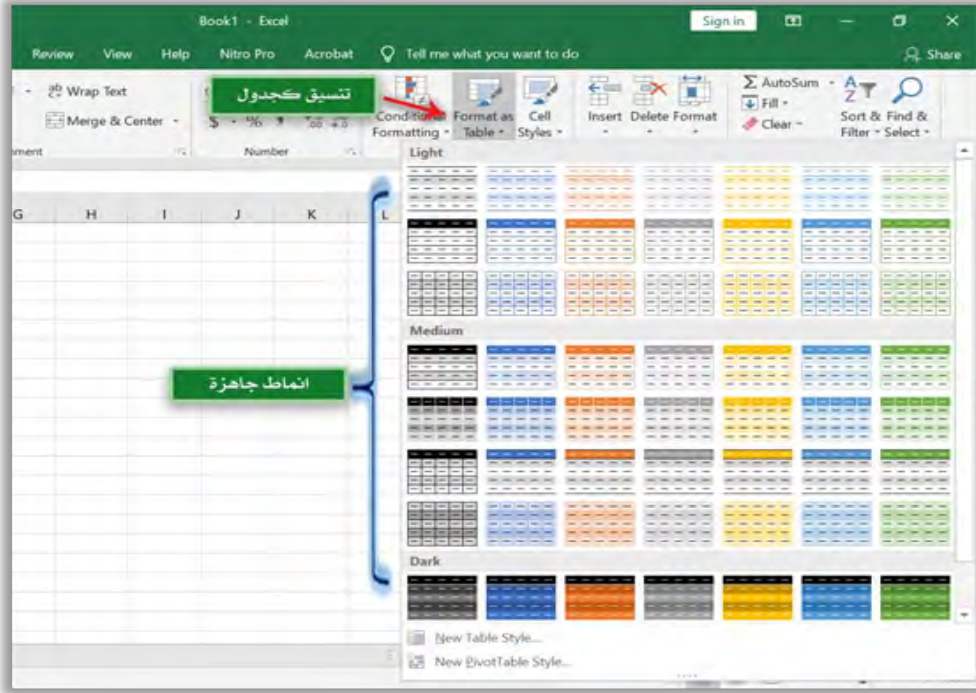 Book1 - Excel
Sign in
Review View Help Nitro Pro Acrobat Tell me what you want to do Share
Wrap Text
Merge & Center
تنسيق كجدول
$ - % ,
Number
Conditional Formatting
Format as Table
Cell Styles
Insert Delete Format
AutoSum
Fill
Clear
Sort & Filter
Find & Select
G H I J K L
Light
Medium
انماط جاهزة
Dark
New Table Style...
New PivotTable Style...